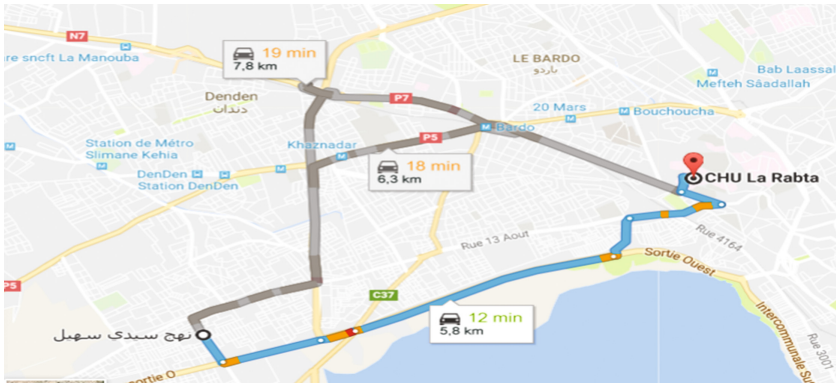 N7
are sncft La Manouba
19 min
7,8 km
LE BARDO
باردو
Bab Laassal
Mefteh Sâadallah
Denden
دندان
P7
20 Mars
Bouchoucha
Station de Métro
Slimane Kehia
Khaznadar
P5
Bardo
18 min
6,3 km
DenDen
Station DenDen
CHU La Rabta
Rue 13 Aout
Rue 4164
Sortie Ouest
P5
C37
12 min
5,8 km
نهج سيدي سهيل
Intercommunale Su
Rue 3001
ortie O